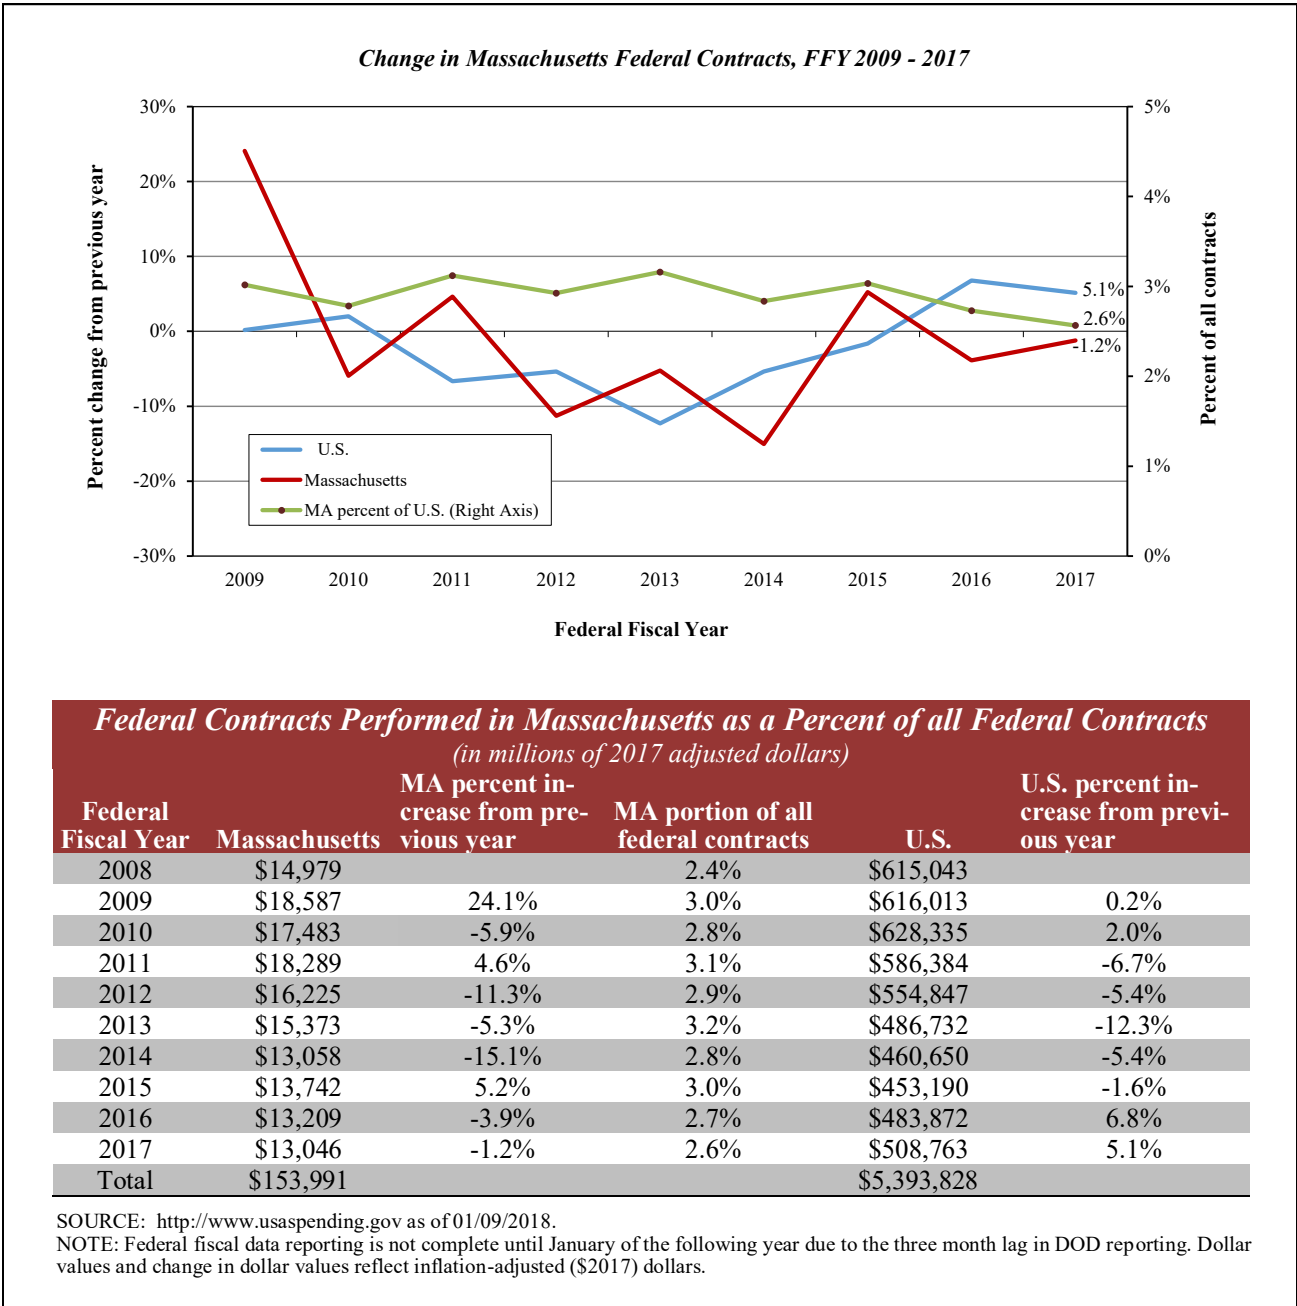 Change in Massachusetts Federal Contracts, FFY 2009 - 2017
30%
20%
10%
0%
-10%
-20%
-30%
Percent change from previous year
5%
4%
3%
2%
1%
0%
Percent of all contracts
5.1%
2.6%
-1.2%
U.S.
Massachusetts
MA percent of U.S. (Right Axis)
2009 2010 2011 2012 2013 2014 2015 2016 2017
Federal Fiscal Year
Federal Contracts Performed in Massachusetts as a Percent of all Federal Contracts
(in millions of 2017 adjusted dollars)
Federal
Fiscal Year
Massachusetts
MA percent in-
crease from pre-
vious year
MA portion of all
federal contracts
U.S.
U.S. percent in-
crease from previ-
ous year
2008 $14,979 2.4% $615,043
2009 $18,587 24.1% 3.0% $616,013 0.2%
2010 $17,483 -5.9% 2.8% $628,335 2.0%
2011 $18,289 4.6% 3.1% $586,384 -6.7%
2012 $16,225 -11.3% 2.9% $554,847 -5.4%
2013 $15,373 -5.3% 3.2% $486,732 -12.3%
2014 $13,058 -15.1% 2.8% $460,650 -5.4%
2015 $13,742 5.2% 3.0% $453,190 -1.6%
2016 $13,209 -3.9% 2.7% $483,872 6.8%
2017 $13,046 -1.2% 2.6% $508,763 5.1%
Total $153,991 $5,393,828
SOURCE: http://www.usaspending.gov as of 01/09/2018.
NOTE: Federal fiscal data reporting is not complete until January of the following year due to the three month lag in DOD reporting. Dollar
values and change in dollar values reflect inflation-adjusted ($2017) dollars.